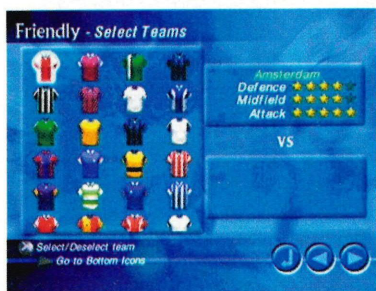 Friendly - Select Teams
Amsterdam
Defence
Midfield
Attack
VS
Select/Deselect team
Go to Bottom Icons